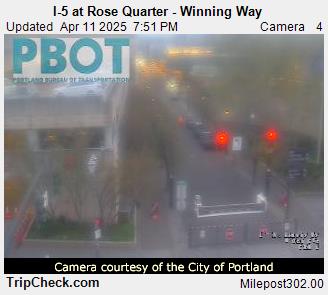 I-5 at Rose Quarter - Winning Way
Updated Apr 11 2025 7:51 PM Camera 4
PBOT
PORTLAND BUREAU OF TRANSPORTATION
Camera courtesy of the City of Portland
TripCheck.com Milepost302.00